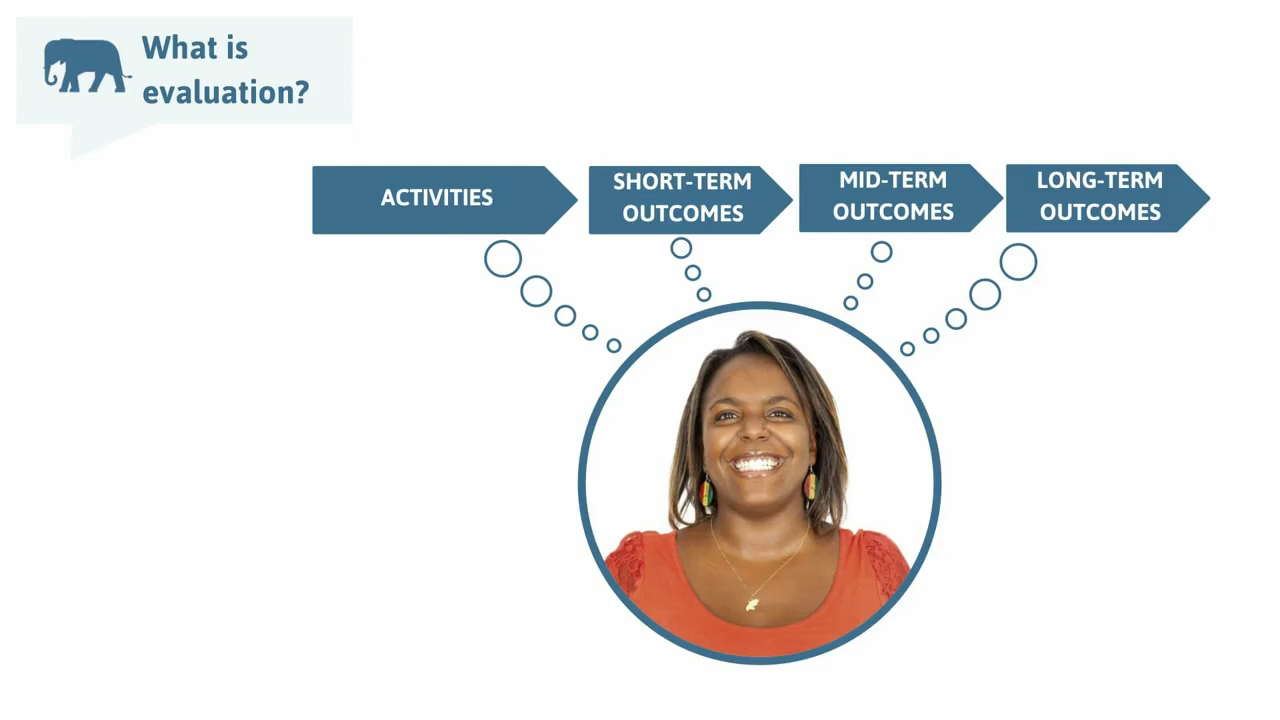 What is
evaluation?
ACTIVITIES
SHORT-TERM
OUTCOMES
MID-TERM
OUTCOMES
LONG-TERM
OUTCOMES